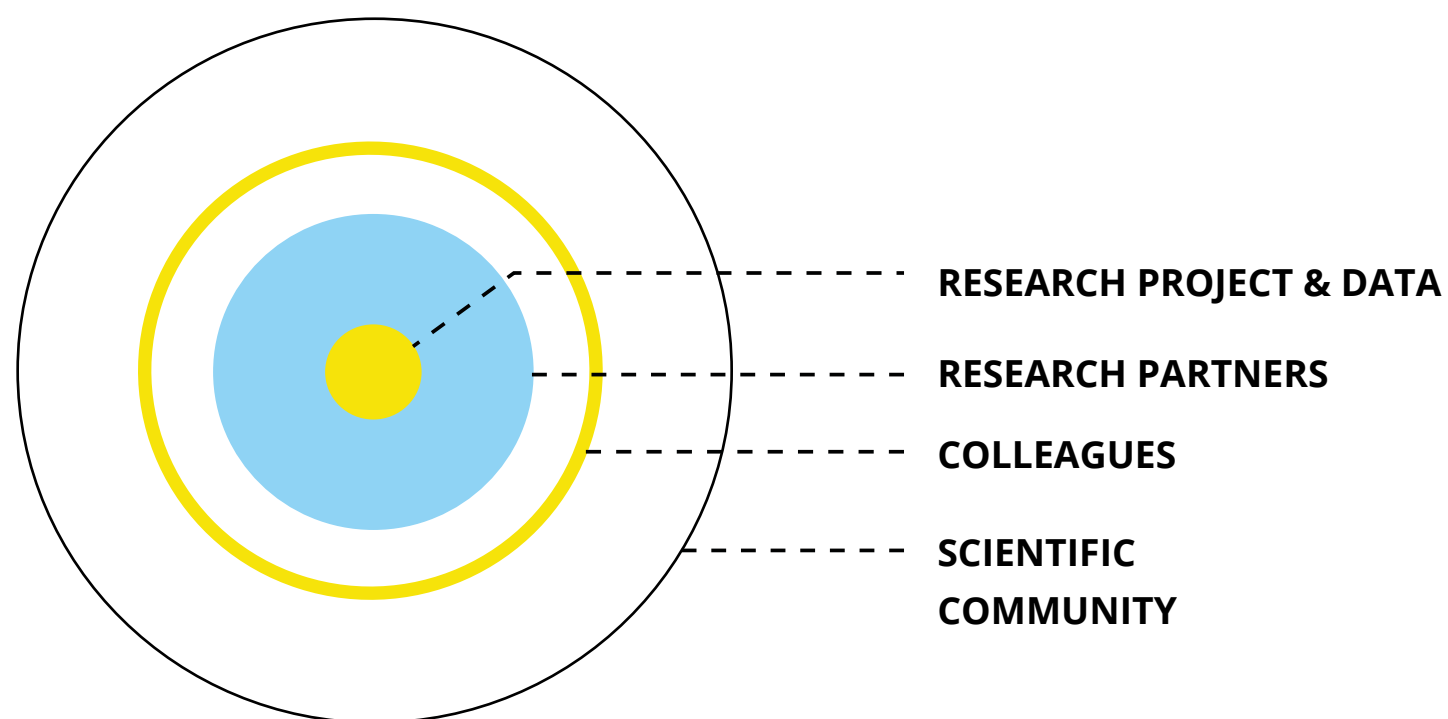 RESEARCH PROJECT & DATA
RESEARCH PARTNERS
COLLEAGUES
SCIENTIFIC
COMMUNITY